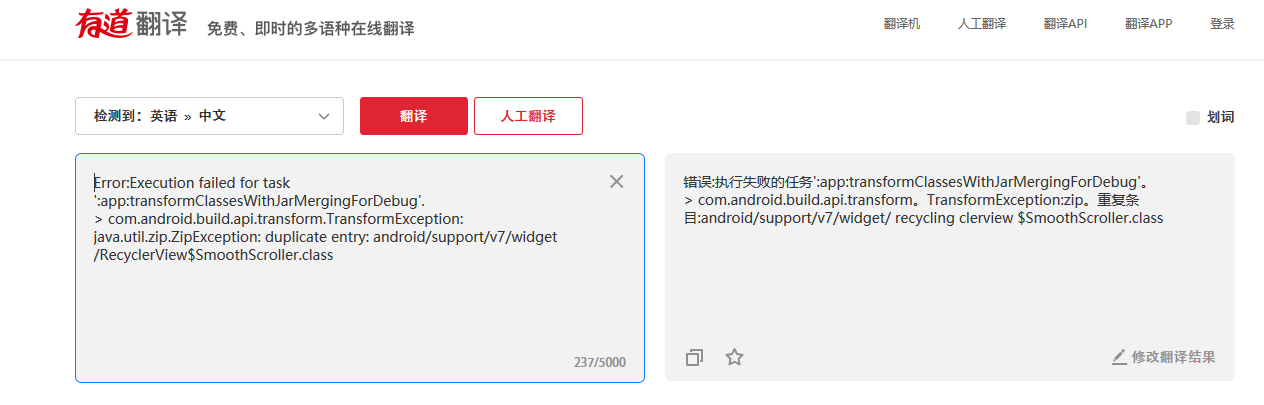 有道翻译 免费、即时的多语种在线翻译 翻译机 人工翻译 翻译API 翻译APP 登录
检测到：英语 » 中文 翻译 人工翻译 划词
Error:Execution failed for task
':app:transformClassesWithJarMergingForDebug'.
> com.android.build.api.transform.TransformException:
java.util.zip.ZipException: duplicate entry: android/support/v7/widget
/RecyclerView$SmoothScroller.class
237/5000
错误:执行失败的任务':app:transformClassesWithJarMergingForDebug'。
> com.android.build.api.transform。TransformException:zip。重复条
目:android/support/v7/widget/ recycling clerview $SmoothScroller.class
修改翻译结果